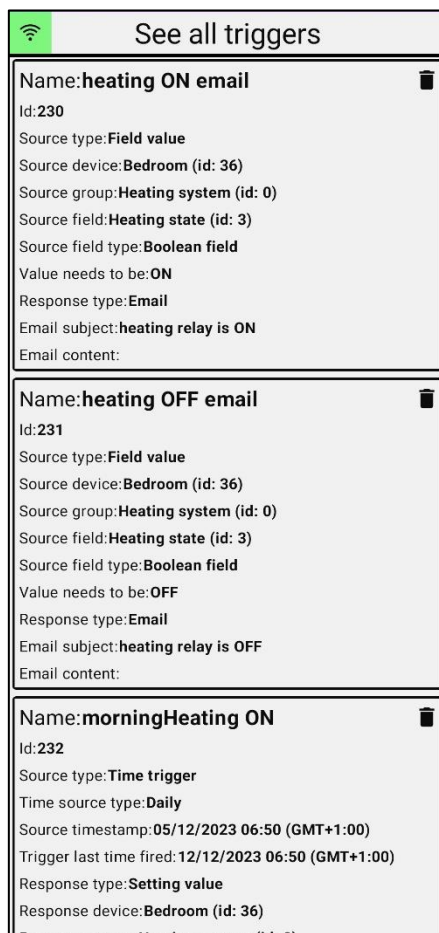 See all triggers
Name:heating ON email
Id:230
Source type:Field value
Source device:Bedroom (id: 36)
Source group:Heating system (id: 0)
Source field:Heating state (id: 3)
Source field type:Boolean field
Value needs to be:ON
Response type:Email
Email subject:heating relay is ON
Email content:
Name:heating OFF email
Id:231
Source type:Field value
Source device:Bedroom (id: 36)
Source group:Heating system (id: 0)
Source field:Heating state (id: 3)
Source field type:Boolean field
Value needs to be:OFF
Response type:Email
Email subject:heating relay is OFF
Email content:
Name:morningHeating ON
Id:232
Source type:Time trigger
Time source type:Daily
Source timestamp:05/12/2023 06:50 (GMT+1:00)
Trigger last time fired:12/12/2023 06:50 (GMT+1:00)
Response type:Setting value
Response device:Bedroom (id: 36)